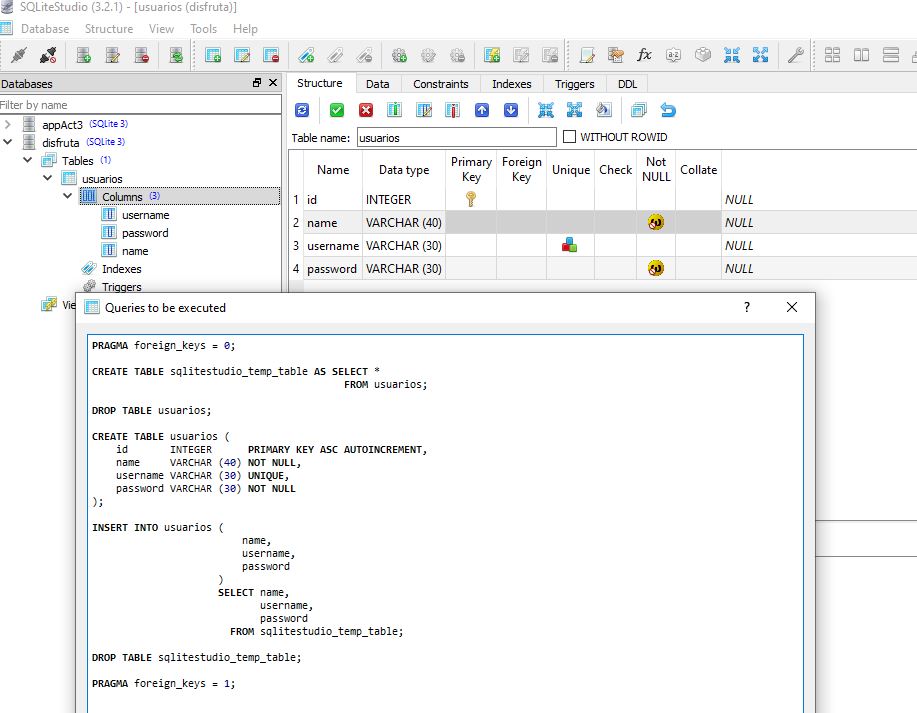 SQLiteStudio (3.2.1) - [usuarios (disfruta)]
Database Structure View Tools Help
Databases
Filter by name
appAct3 (SQLite 3)
disfruta (SQLite 3)
Tables (1)
usuarios
Columns (3)
username
password
name
Indexes
Triggers
Vie
Structure Data Constraints Indexes Triggers DDL
Table name: usuarios WITHOUT ROWID
Name Data type Primary Key Foreign Key Unique Check Not NULL Collate
1 id INTEGER NULL
2 name VARCHAR (40) NULL
3 username VARCHAR (30) NULL
4 password VARCHAR (30) NULL
Queries to be executed ?
PRAGMA foreign_keys = 0;
CREATE TABLE sqlitestudio_temp_table AS SELECT *
FROM usuarios;
DROP TABLE usuarios;
CREATE TABLE usuarios (
id INTEGER PRIMARY KEY ASC AUTOINCREMENT,
name VARCHAR (40) NOT NULL,
username VARCHAR (30) UNIQUE,
password VARCHAR (30) NOT NULL
);
INSERT INTO usuarios (
name,
username,
password
)
SELECT name,
username,
password
FROM sqlitestudio_temp_table;
DROP TABLE sqlitestudio_temp_table;
PRAGMA foreign_keys = 1;